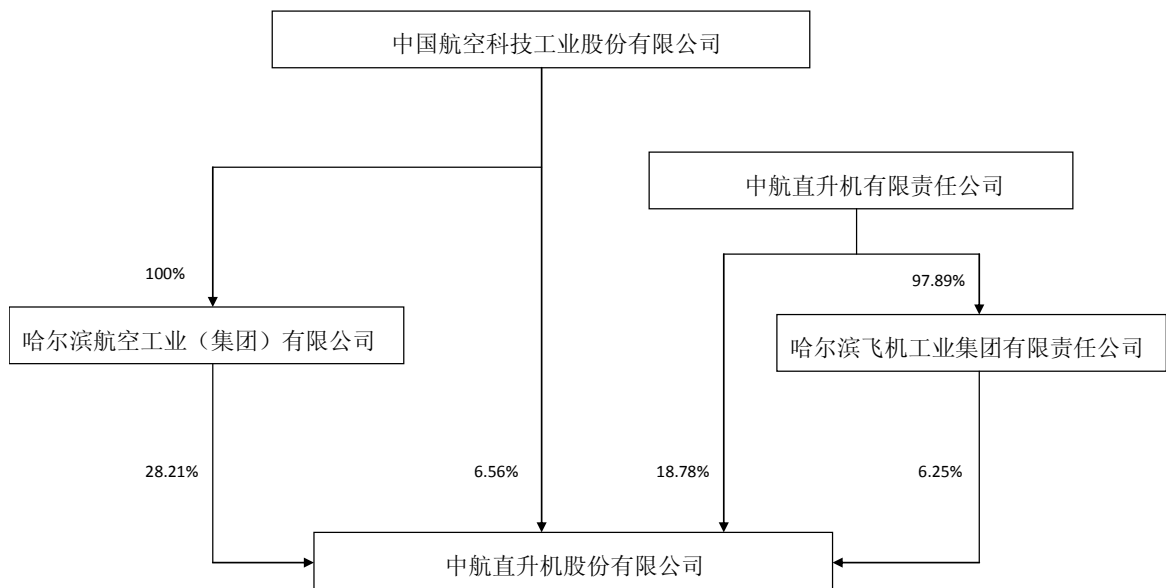 中国航空科技工业股份有限公司
中航直升机有限责任公司
100%
97.89%
哈尔滨航空工业（集团）有限公司
哈尔滨飞机工业集团有限责任公司
28.21%
6.56%
18.78%
6.25%
中航直升机股份有限公司